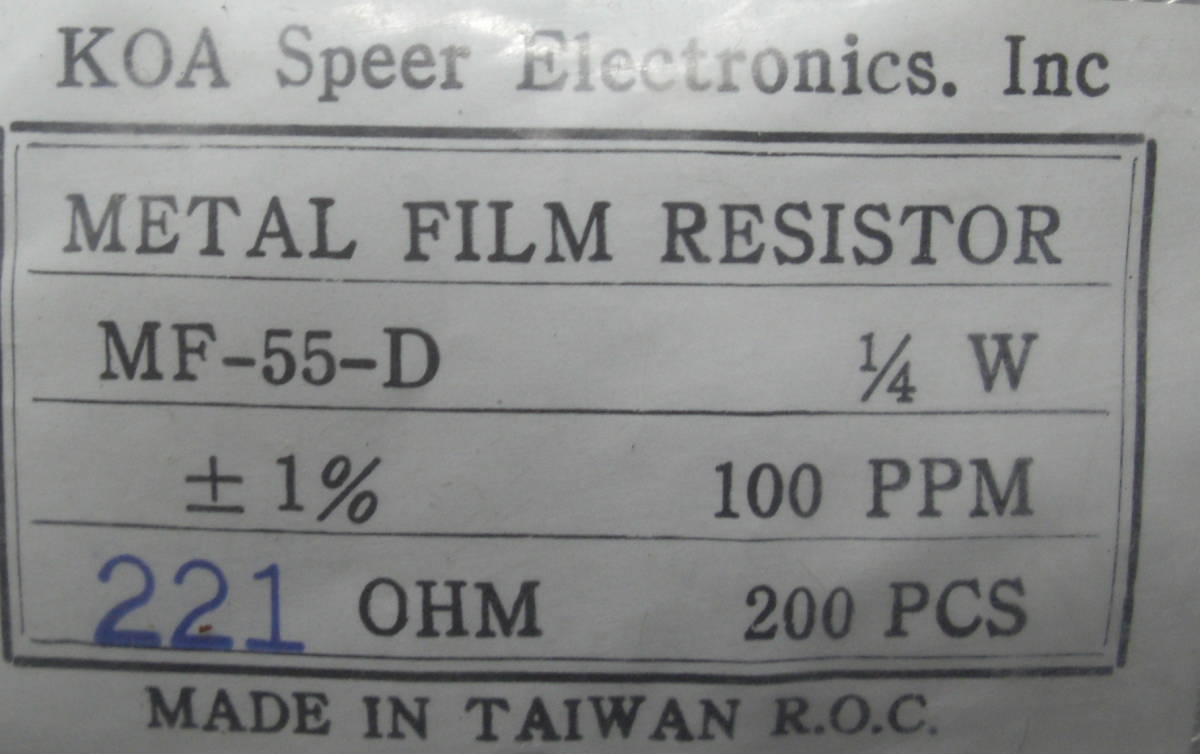 KOA Speer Electronics. Inc
METAL FILM RESISTOR
MF-55-D ¼ W
± 1% 100 PPM
221 OHM 200 PCS
MADE IN TAIWAN R.O.C.